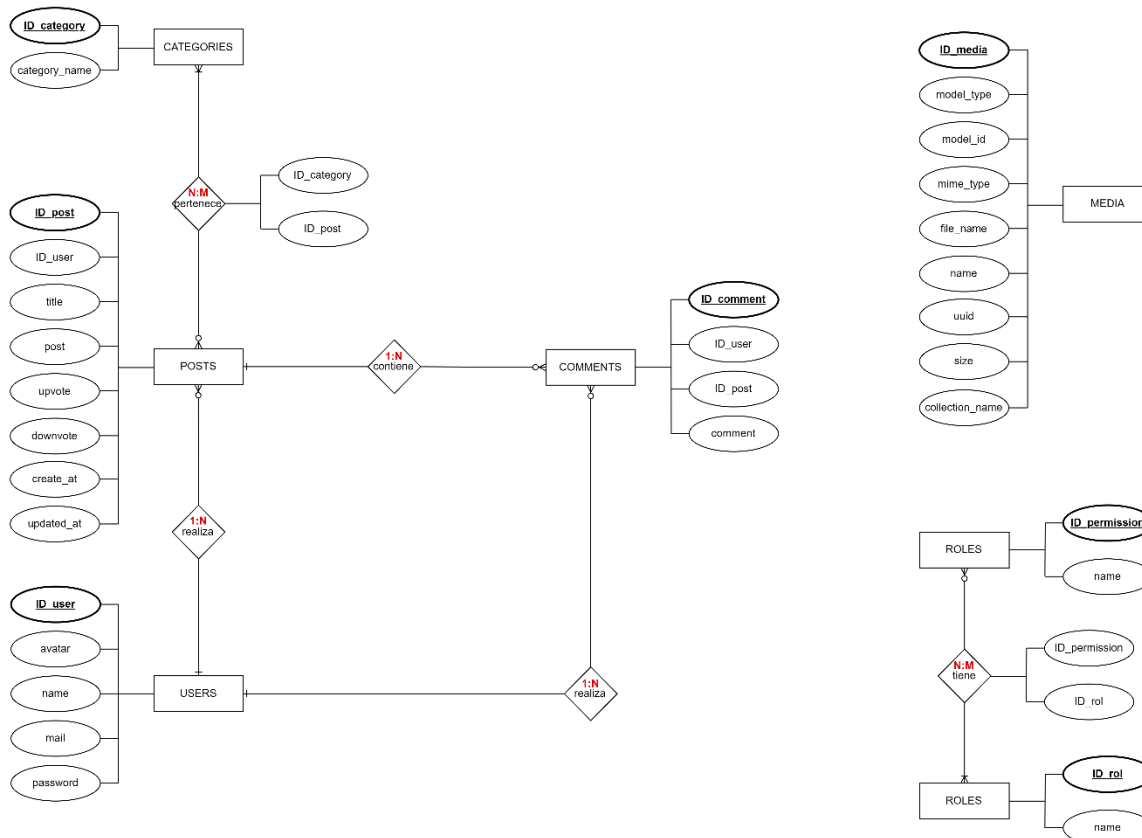 ID_category
category_name
CATEGORIES
N:M
pertenece
ID_category
ID_post
ID_post
ID_user
title
post
upvote
downvote
create_at
updated_at
POSTS
1:N
contiene
COMMENTS
ID_comment
ID_user
ID_post
comment
1:N
realiza
ID_user
avatar
name
mail
password
USERS
1:N
realiza
ID_media
model_type
model_id
mime_type
file_name
name
uuid
size
collection_name
MEDIA
ROLES
ID_permission
name
N:M
tiene
ID_permission
ID_rol
ROLES
ID_rol
name